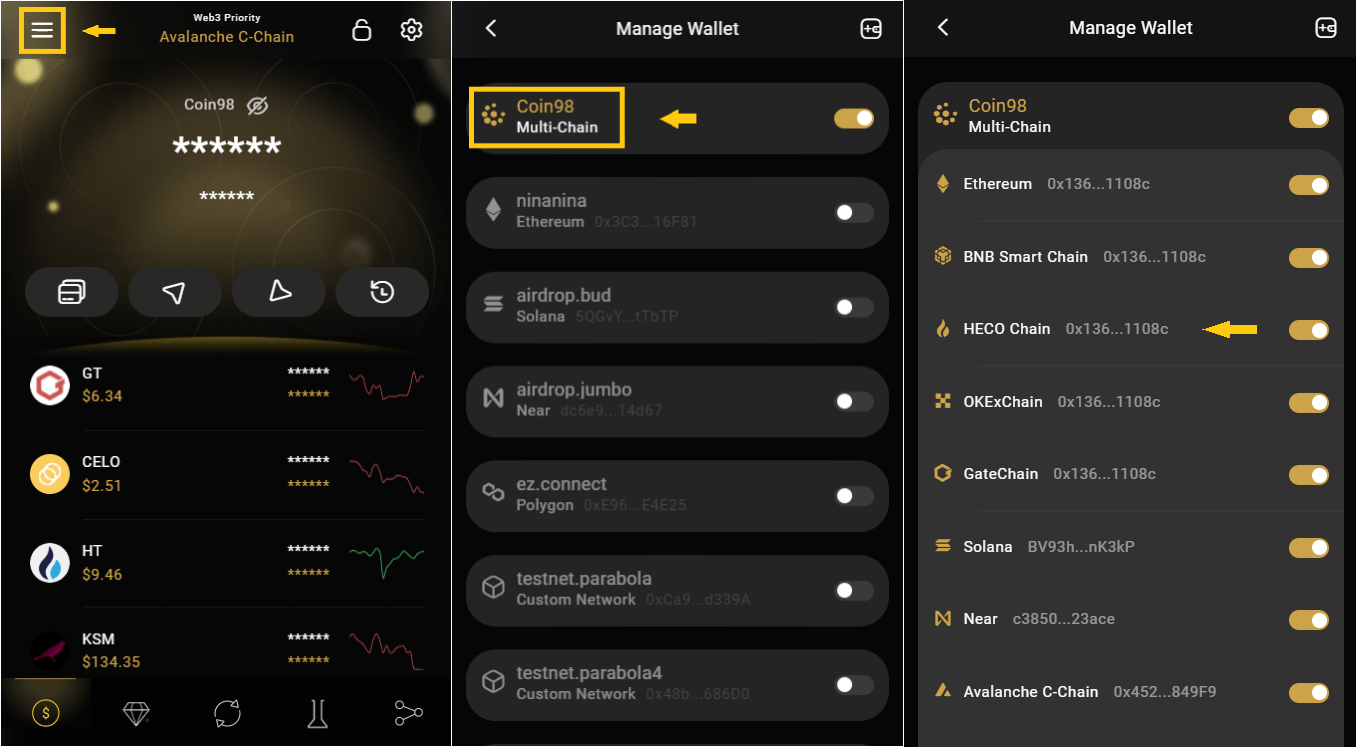 Web3 Priority
Avalanche C-Chain
Coin98
******
******
GT
$6.34
******
******
CELO
$2.51
******
******
HT
$9.46
******
******
KSM
$134.35
******
******
$
Manage Wallet
Coin98
Multi-Chain
ninanina
Ethereum 0x3C3...16F81
airdrop.bud
Solana 5QGvY...tTbTP
airdrop.jumbo
Near dc6e9...14d67
ez.connect
Polygon 0xE96...E4E25
testnet.parabola
Custom Network 0xCa9...d339A
testnet.parabola4
Custom Network 0x48b...686D0
Manage Wallet
Coin98
Multi-Chain
Ethereum 0x136...1108c
BNB Smart Chain 0x136...1108c
HECO Chain 0x136...1108c
OKExChain 0x136...1108c
GateChain 0x136...1108c
Solana BV93h...nK3kP
Near c3850...23ace
Avalanche C-Chain 0x452...849F9